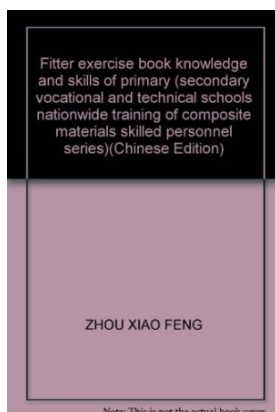 Fitter exercise book knowledge
and skills of primary (secondary
vocational and technical schools
nationwide training of composite
materials skilled personnel
series)(Chinese Edition)
ZHOU XIAO FENG
Note: This is not the actual book cover